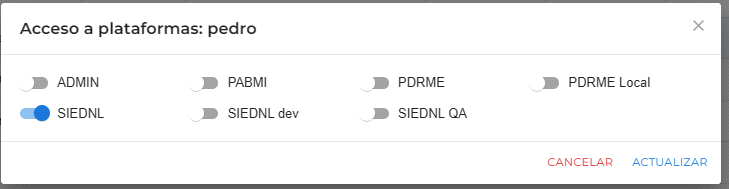 Acceso a plataformas: pedro
ADMIN PABMI PDRME PDRME Local
SIEDNL SIEDNL dev SIEDNL QA
CANCELAR ACTUALIZAR